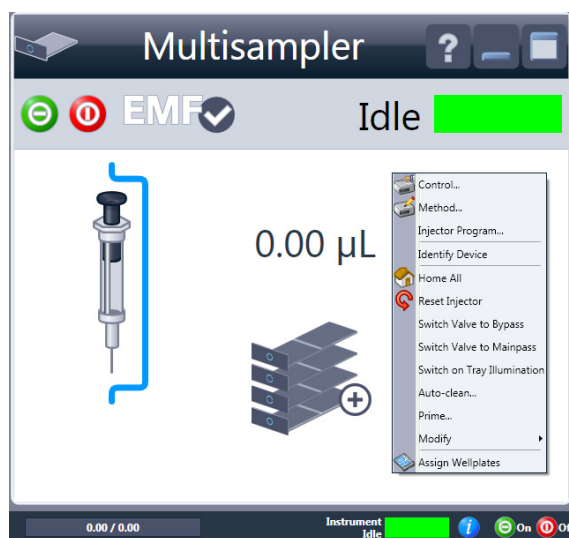 Multisampler ?
EMF Idle
0.00 µL
Control...
Method...
Injector Program...
Identify Device
Home All
Reset Injector
Switch Valve to Bypass
Switch Valve to Mainpass
Switch on Tray Illumination
Auto-clean...
Prime...
Modify
Assign Wellplates
0.00 / 0.00
Instrument
Idle
i On Of